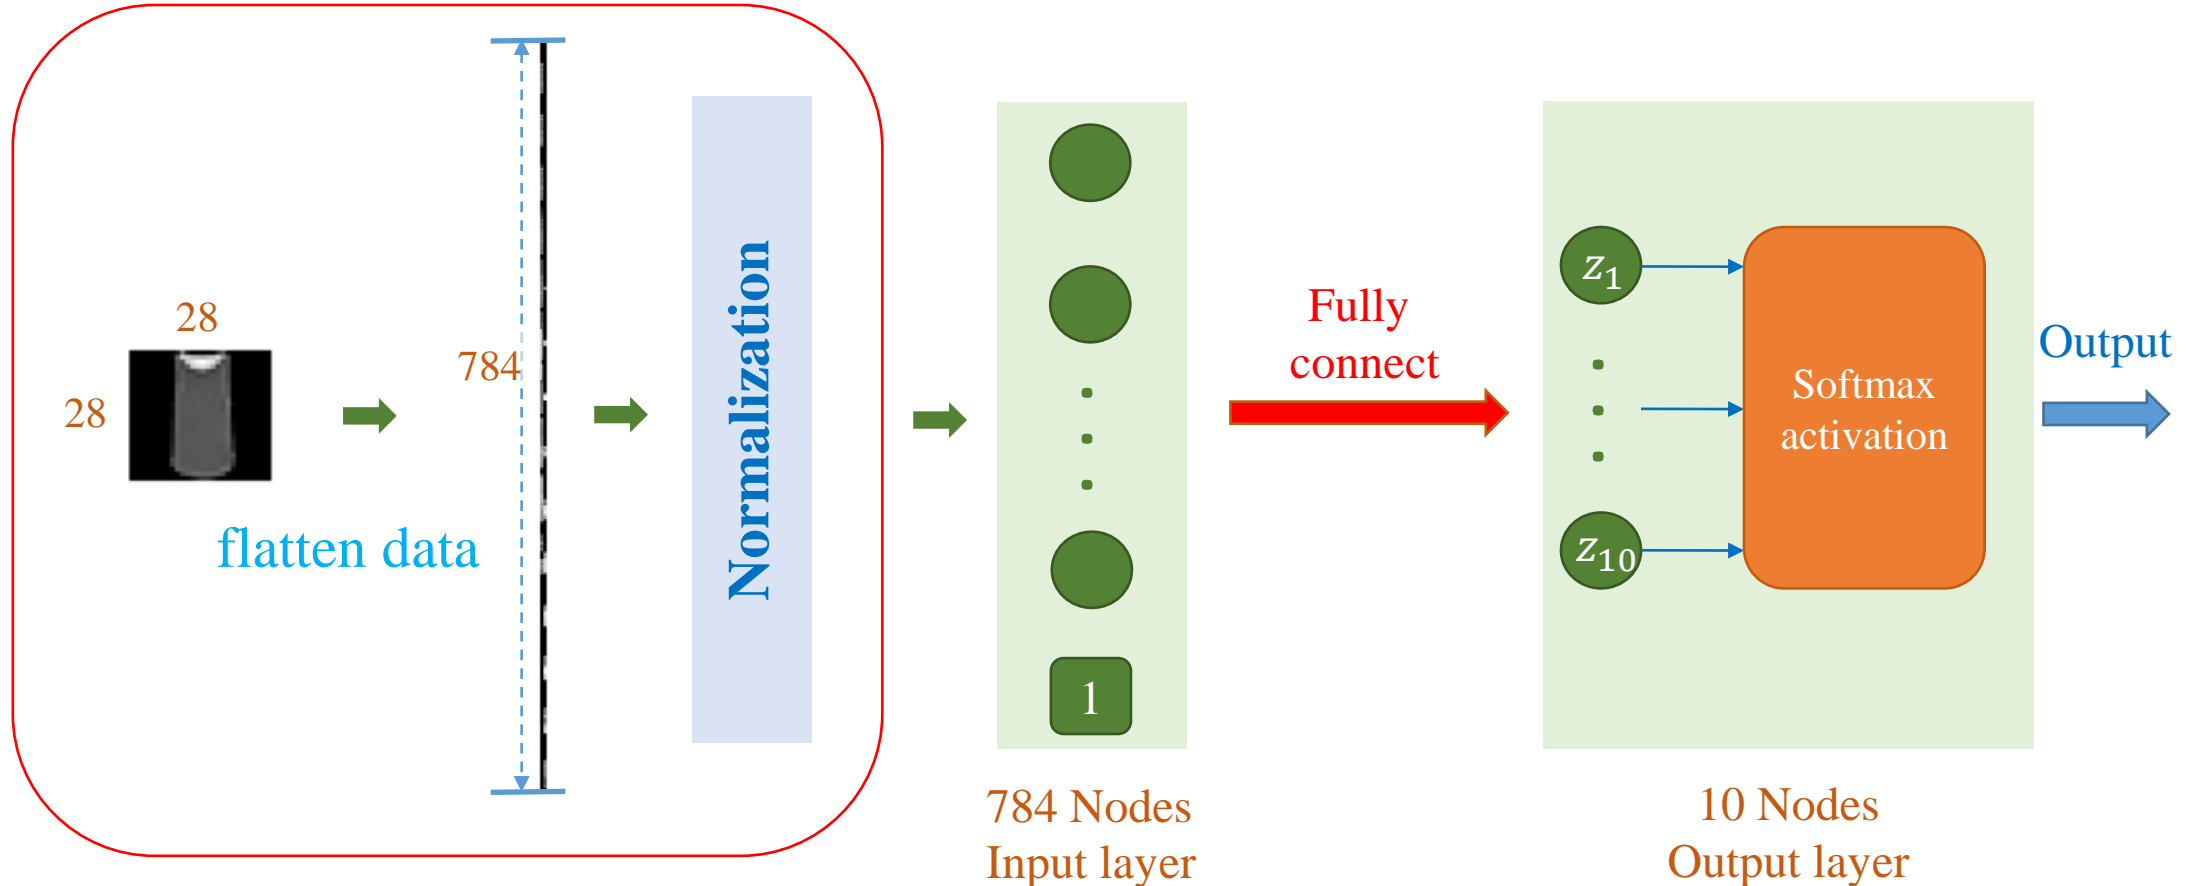 28
28
flatten data
784
Normalization
1
784 Nodes
Input layer
Fully
connect
z₁
z₁₀
Softmax
activation
10 Nodes
Output layer
Output